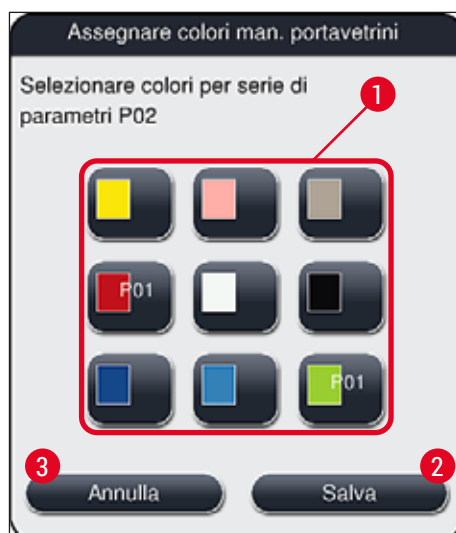 Assegnare colori man. portavetrini
Selezionare colori per serie di
parametri P02
1
P01
P01
3
2
Annulla
Salva